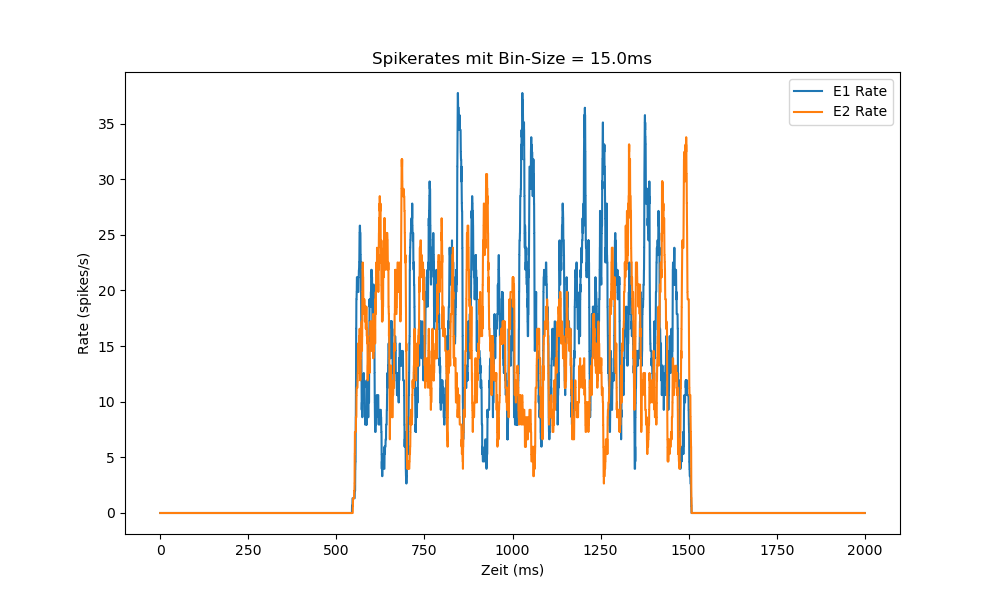 Spikerates mit Bin-Size = 15.0ms
E1 Rate
E2 Rate
Rate (spikes/s)
35
30
25
20
15
10
5
0
0 250 500 750 1000 1250 1500 1750 2000
Zeit (ms)